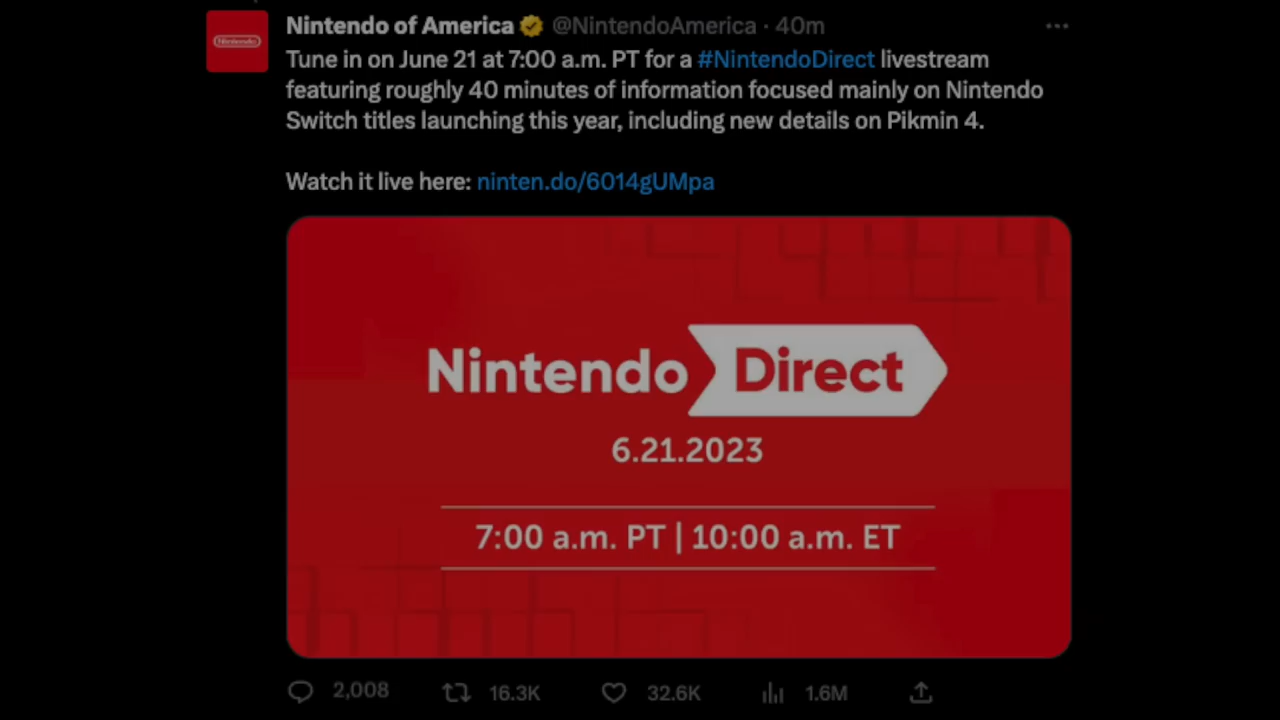 Nintendo of America @NintendoAmerica · 40m
Nintendo
Tune in on June 21 at 7:00 a.m. PT for a #NintendoDirect livestream
featuring roughly 40 minutes of information focused mainly on Nintendo
Switch titles launching this year, including new details on Pikmin 4.
Watch it live here: ninten.do/6014gUMpa
Nintendo Direct
6.21.2023
7:00 a.m. PT | 10:00 a.m. ET
2,008 16.3K 32.6K 1.6M